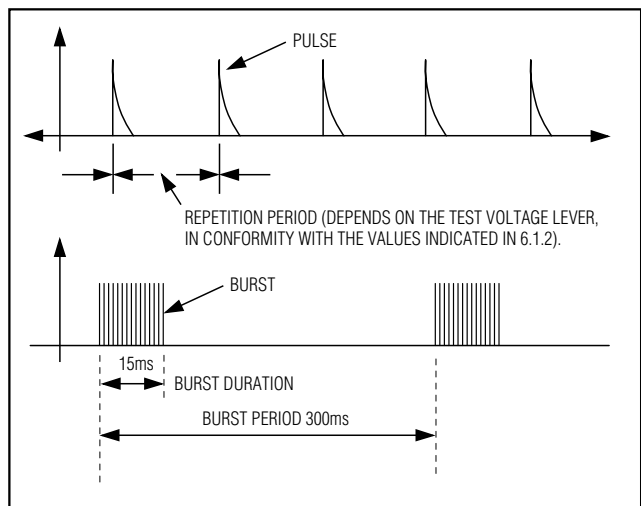 PULSE
REPETITION PERIOD (DEPENDS ON THE TEST VOLTAGE LEVER,
IN CONFORMITY WITH THE VALUES INDICATED IN 6.1.2).
BURST
15ms
BURST DURATION
BURST PERIOD 300ms